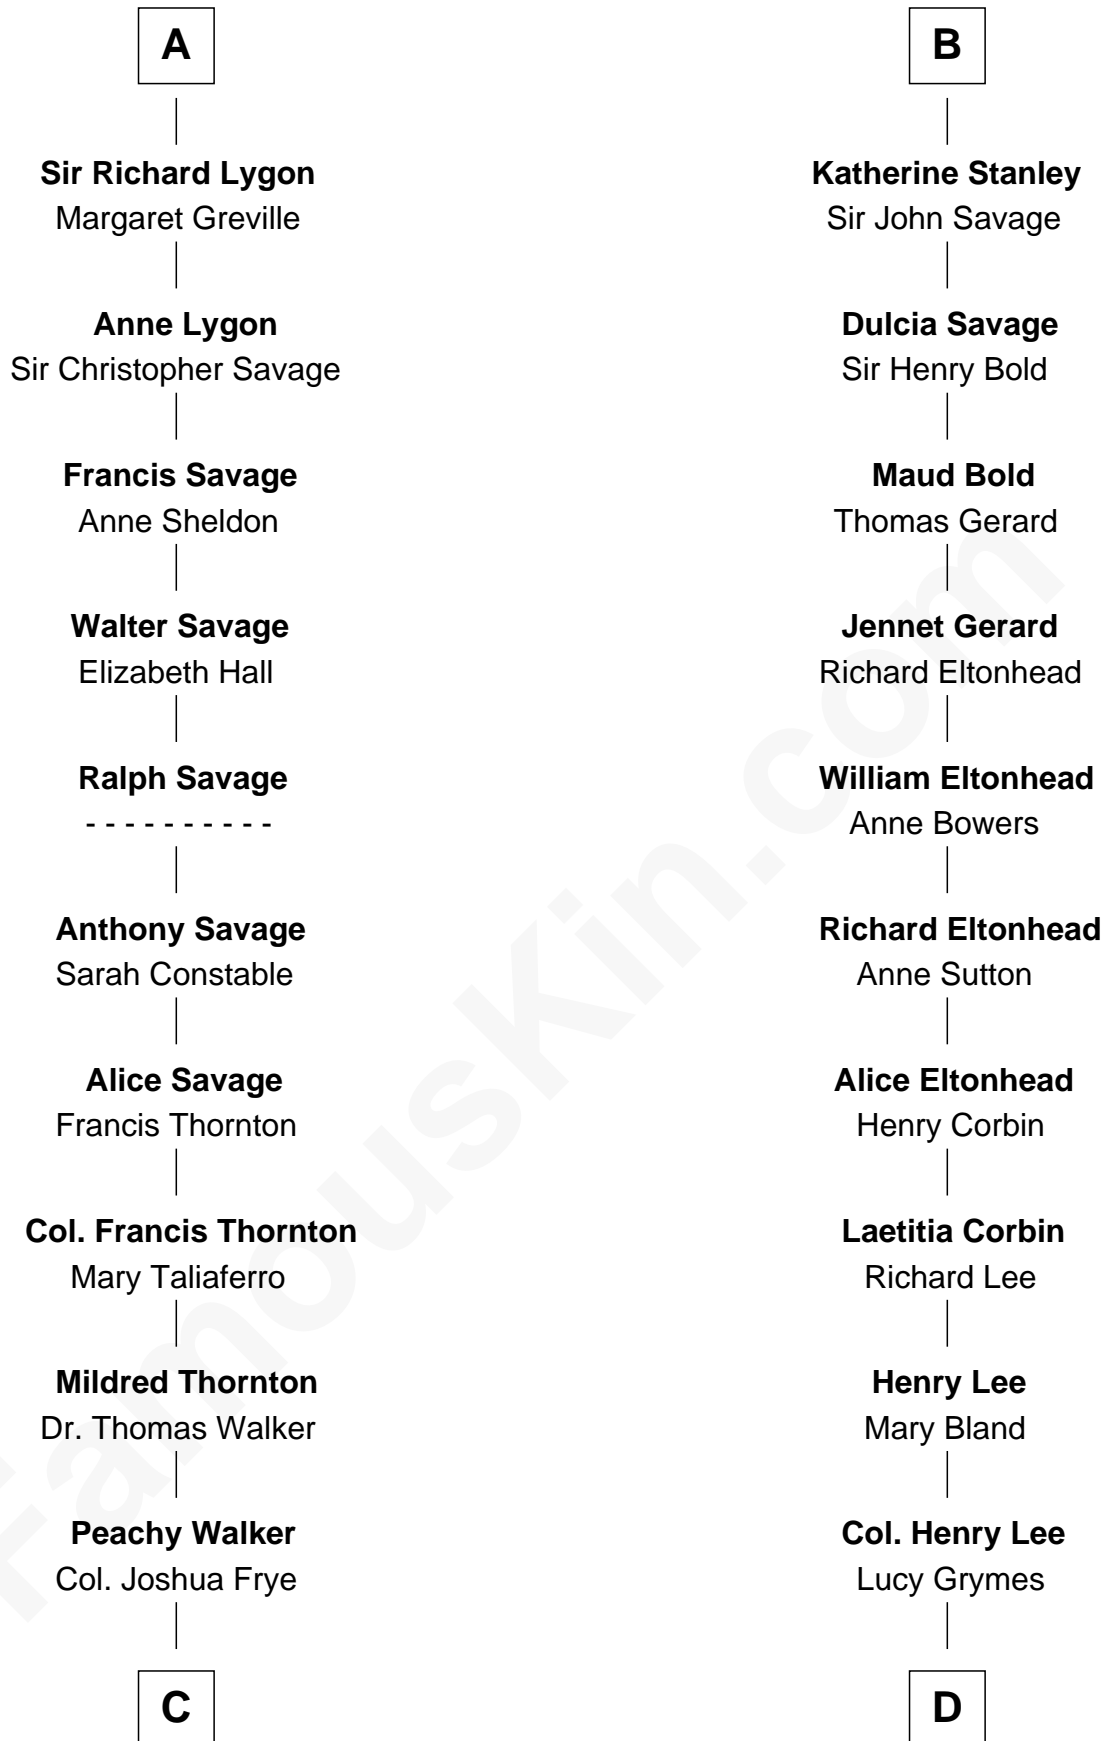 A
Sir Richard Lygon
Margaret Greville
Anne Lygon
Sir Christopher Savage
Francis Savage
Anne Sheldon
Walter Savage
Elizabeth Hall
Ralph Savage
- - - - - - - - - -
Anthony Savage
Sarah Constable
Alice Savage
Francis Thornton
Col. Francis Thornton
Mary Taliaferro
Mildred Thornton
Dr. Thomas Walker
Peachy Walker
Col. Joshua Frye
C
B
Katherine Stanley
Sir John Savage
Dulcia Savage
Sir Henry Bold
Maud Bold
Thomas Gerard
Jennet Gerard
Richard Eltonhead
William Eltonhead
Anne Bowers
Richard Eltonhead
Anne Sutton
Alice Eltonhead
Henry Corbin
Laetitia Corbin
Richard Lee
Henry Lee
Mary Bland
Col. Henry Lee
Lucy Grymes
D
FamousKin.com